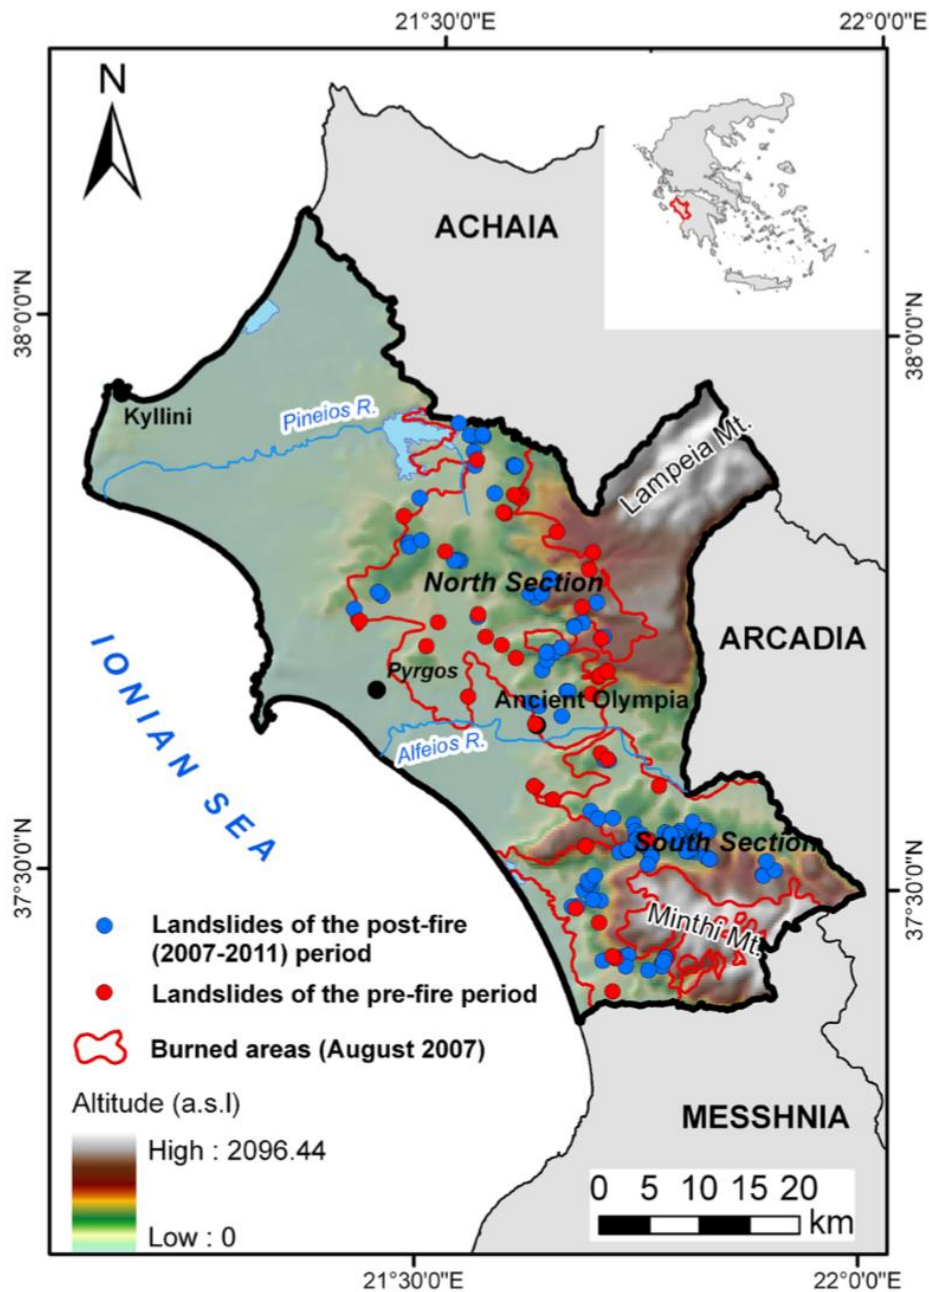 21°30'0"E
22°0'0"E
N
ACHAIA
38°0'0"N
38°0'0"N
Kyllini
Pineios R.
Lampeia Mt.
North Section
ARCADIA
Pyrgos
Ancient Olympia
IONIAN SEA
Alfeios R.
South Section
37°30'0"N
37°30'0"N
Minthi Mt.
Landslides of the post-fire
(2007-2011) period
Landslides of the pre-fire period
Burned areas (August 2007)
Altitude (a.s.l)
High : 2096.44
Low : 0
MESSHNIA
0 5 10 15 20
km
21°30'0"E
22°0'0"E